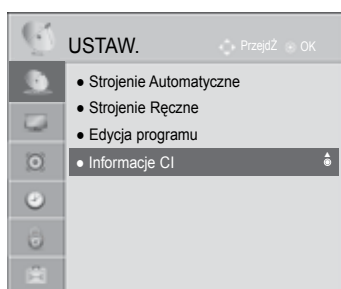 USTAW.
PrzejdŹ OK
● Strojenie Automatyczne
● Strojenie Ręczne
● Edycja programu
● Informacje CI